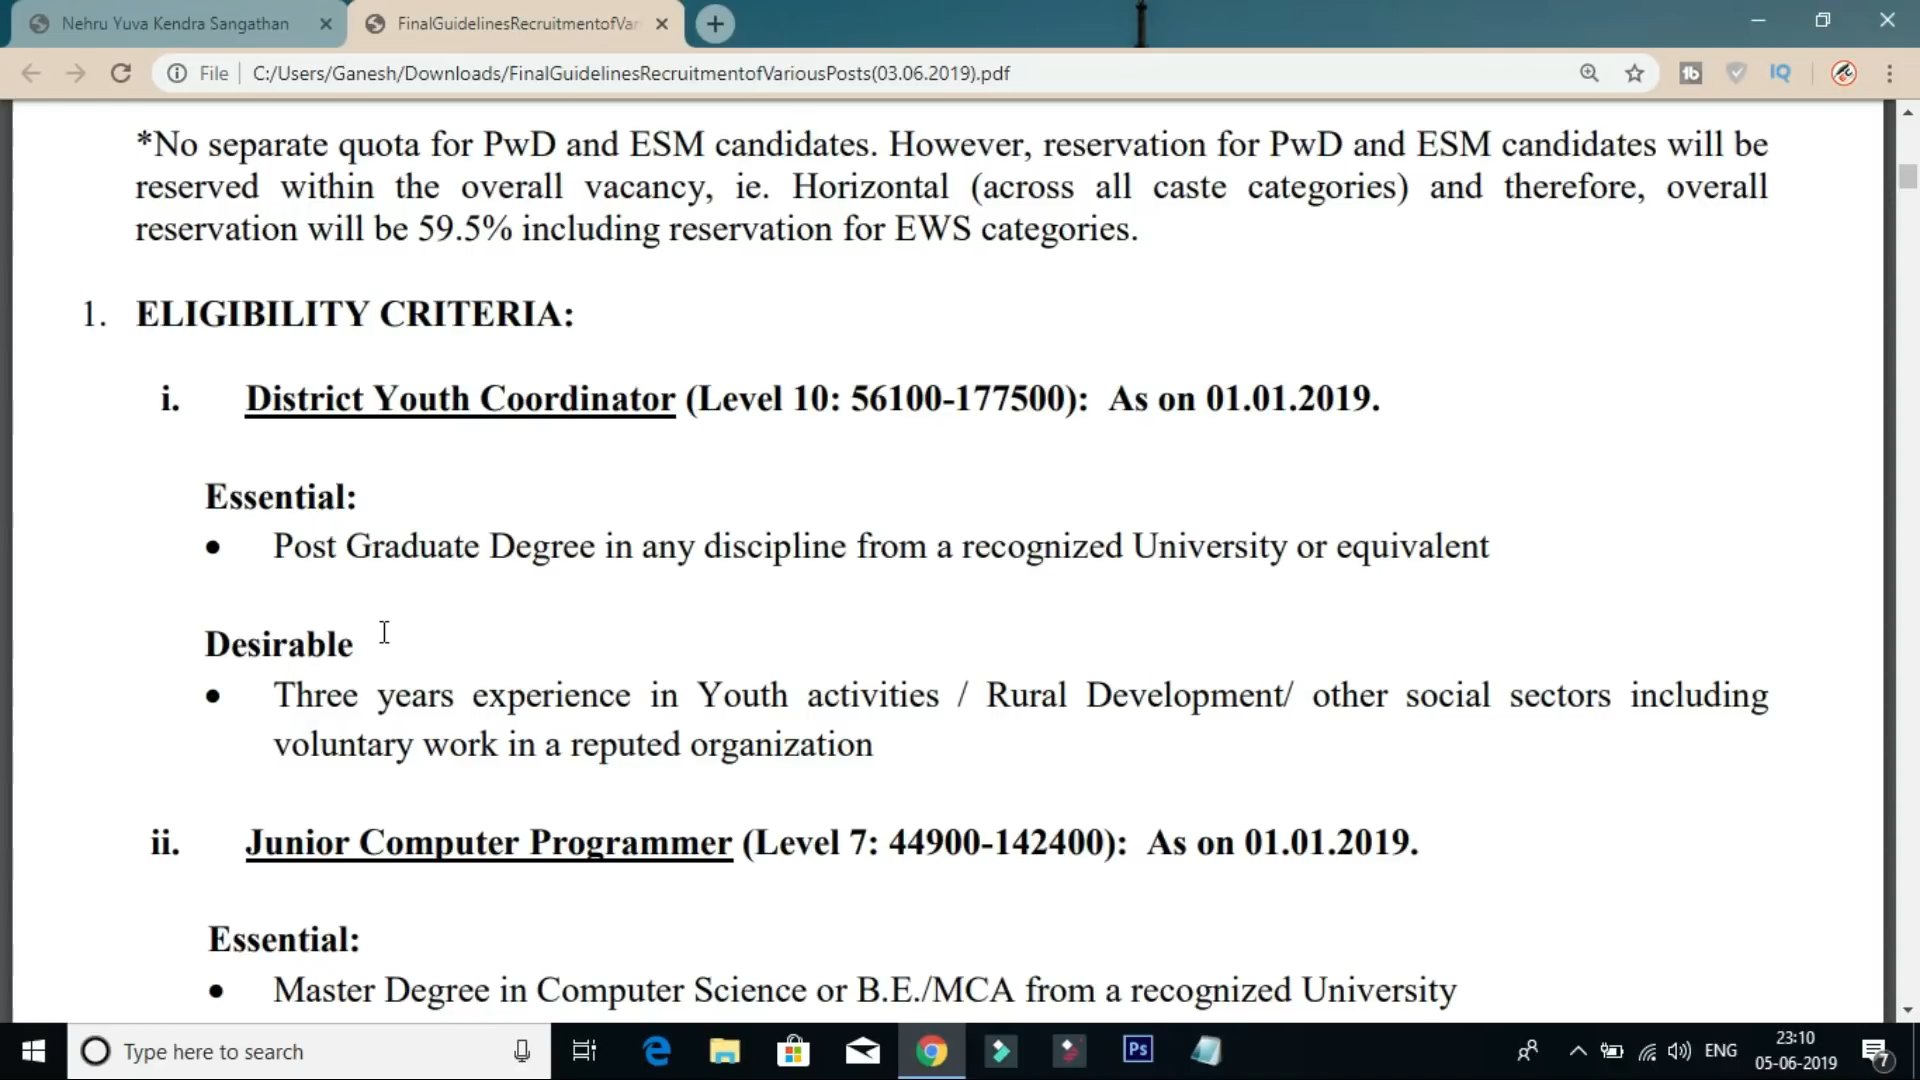 Nehru Yuva Kendra Sangathan
FinalGuidelinesRecruitmentofVar
File
C:/Users/Ganesh/Downloads/FinalGuidelinesRecruitmentofVariousPosts(03.06.2019).pdf
*No separate quota for PwD and ESM candidates. However, reservation for PwD and ESM candidates will be
reserved within the overall vacancy, ie. Horizontal (across all caste categories) and therefore, overall
reservation will be 59.5% including reservation for EWS categories.
1. ELIGIBILITY CRITERIA:
i. District Youth Coordinator (Level 10: 56100-177500): As on 01.01.2019.
Essential:
• Post Graduate Degree in any discipline from a recognized University or equivalent
Desirable
• Three years experience in Youth activities / Rural Development/ other social sectors including
voluntary work in a reputed organization
ii. Junior Computer Programmer (Level 7: 44900-142400): As on 01.01.2019.
Essential:
• Master Degree in Computer Science or B.E./MCA from a recognized University
Type here to search
Ps
ENG
23:10
05-06-2019
7
tb
IQ